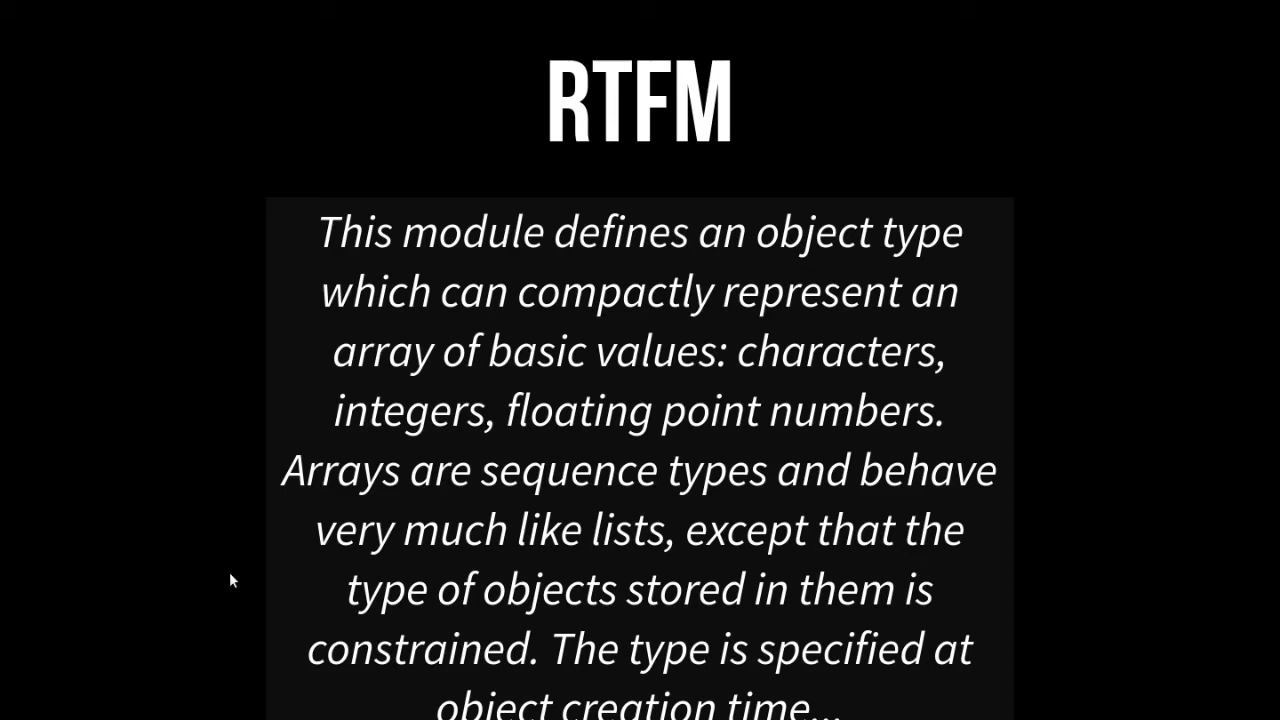 RTFM
This module defines an object type
which can compactly represent an
array of basic values: characters,
integers, floating point numbers.
Arrays are sequence types and behave
very much like lists, except that the
type of objects stored in them is
constrained. The type is specified at
object creation time...